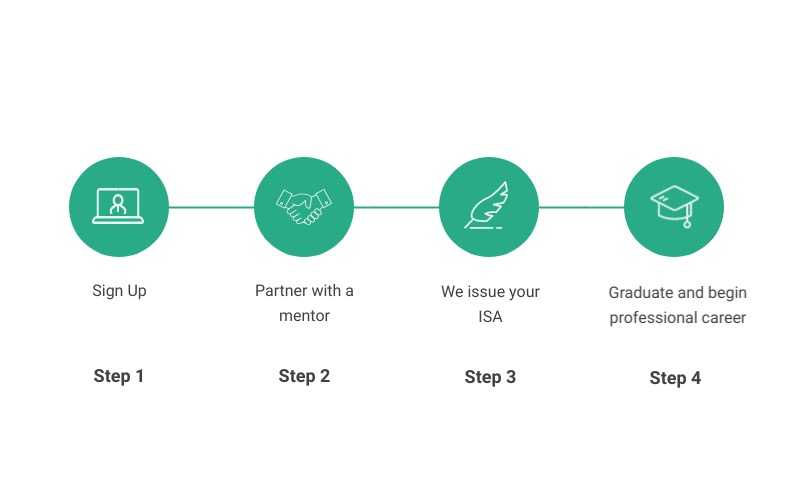 Sign Up
Partner with a
mentor
We issue your
ISA
Graduate and begin
professional career
Step 1
Step 2
Step 3
Step 4